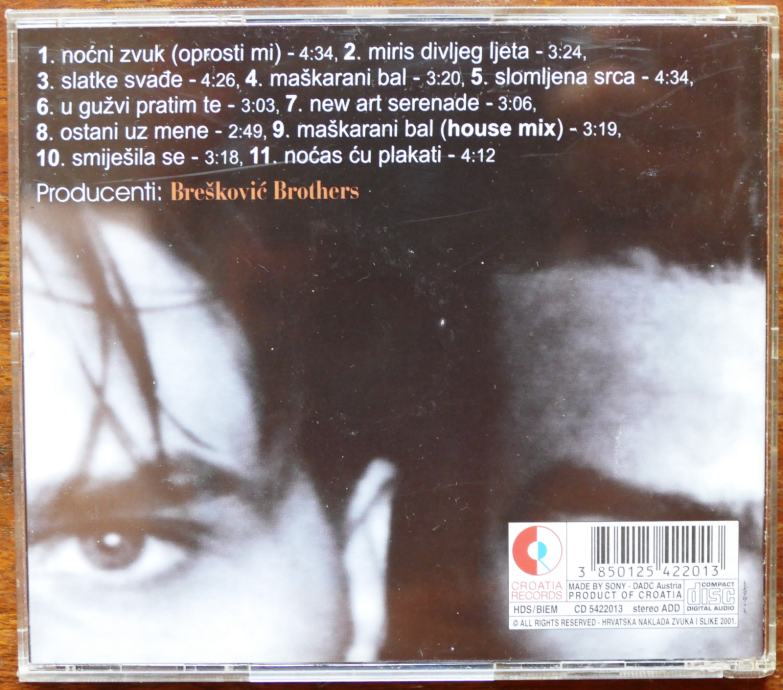 1. noćni zvuk (oprosti mi) - 4:34, 2. miris divljeg ljeta - 3:24,
3. slatke svađe - 4:26, 4. maškarani bal - 3:20, 5. slomljena srca - 4:34,
6. u gužvi pratim te - 3:03, 7. new art serenade - 3:06,
8. ostani uz mene - 2:49, 9. maškarani bal (house mix) - 3:19,
10. smiješila se - 3:18, 11. noćas ću plakati - 4:12
Producenti: Brešković Brothers
3 850125 422013
CROATIA
RECORDS
MADE BY SONY - DADC Austria
PRODUCT OF CROATIA
COMPACT
disc
DIGITAL AUDIO
HDS/BIEM CD 5422013 stereo ADD
© ALL RIGHTS RESERVED - HRVATSKA NAKLADA ZVUKA I SLIKE 2001.